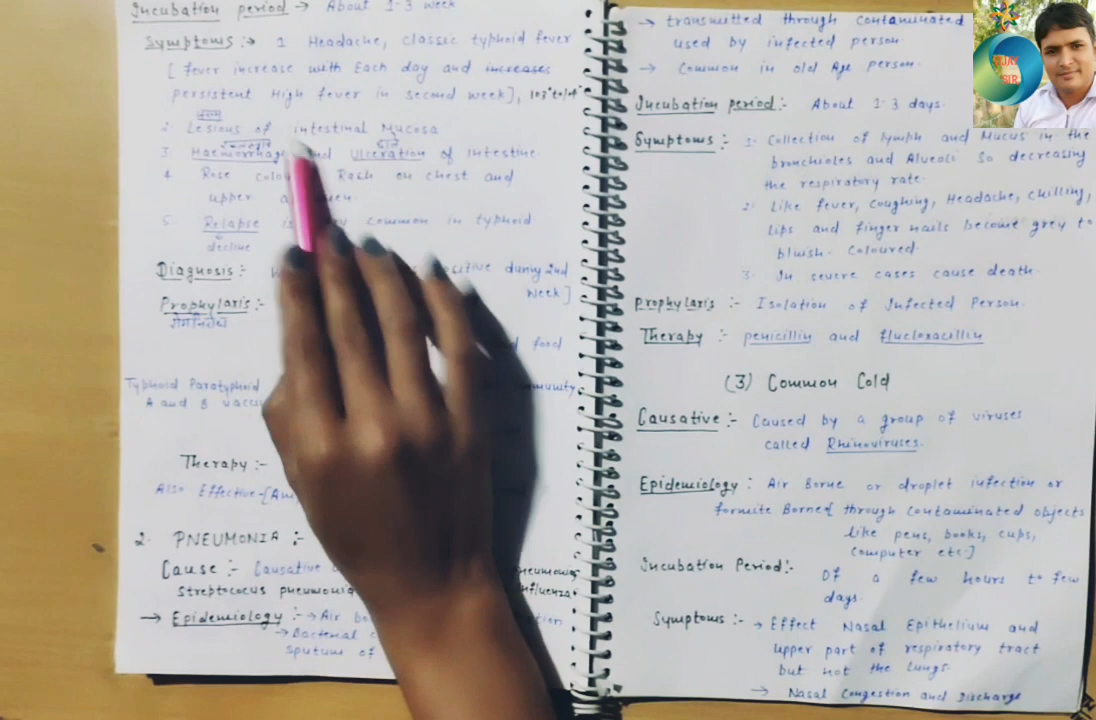 Incubation period → About 1-3 week
Symptoms :→ 1 Headache, classic typhoid fever
[ fever increase with Each day and increases
persistent High fever in second week], 103° to
2. Lesions of intestinal Mucosa
3 Haemorrhage and Ulceration of intestine.
4. Rose Rash on chest and
upper
5. Relapse common in typhoid
decline
Diagnosis :- during 2nd
Week]
Prophylaxis :-
food
Typhoid Paratyphoid
A and B
Therapy :-
Also Effective-
2. PNEUMONIA :-
Cause :- Causative
Streptococus
→ Epidemiology :- → Air
→ Bacterial
Sputum of
→ transmitted through contaminated
used by infected person.
→ Common in old Age person.
Incubation period :- About 1-3 days.
Symptoms :- 1. Collection of lymph and Mucus in the
bronchioles and Alveoli so decreasing
the respiratory rate.
2. Like fever, coughing, Headache, chilling,
lips and finger nails become grey to
bluish- coloured.
3. In severe cases cause death.
Prophylaxis :- Isolation of Infected Person.
Therapy :- penicillin and flucloxacillin
(3) Common Cold
Causative :- Caused by a group of viruses
called Rhinoviruses.
Epidemiology : Air Borne or droplet infection or
formite Borne[ through contaminated objects
like pens, books, cups,
computer etc.]
Incubation Period :- Of a few hours to few
days.
Symptoms :- → Effect Nasal Epithelium and
upper part of respiratory tract
but not the lungs.
→ Nasal Congestion and Discharge
SIR